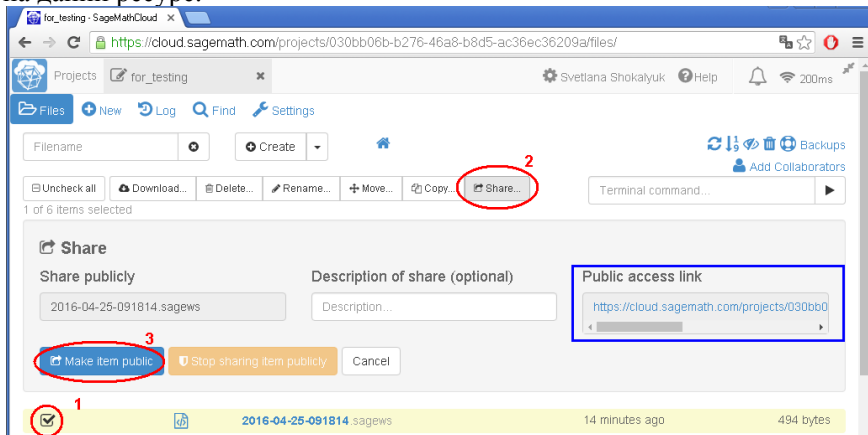 на даний ресурс.
for_testing - SageMathCloud
https://cloud.sagemath.com/projects/030bb06b-b276-46a8-b8d5-ac36ec36209a/files/
Projects for_testing Svetlana Shokalyuk Help 200ms
Files New Log Find Settings
Filename Create Backups
2
Add Collaborators
Uncheck all Download... Delete... Rename... Move... Copy... Share... Terminal command...
1 of 6 items selected
Share
Share publicly Description of share (optional) Public access link
2016-04-25-091814.sagews Description... https://cloud.sagemath.com/projects/030bb0
3
Make item public Stop sharing item publicly Cancel
1
2016-04-25-091814.sagews 14 minutes ago 494 bytes